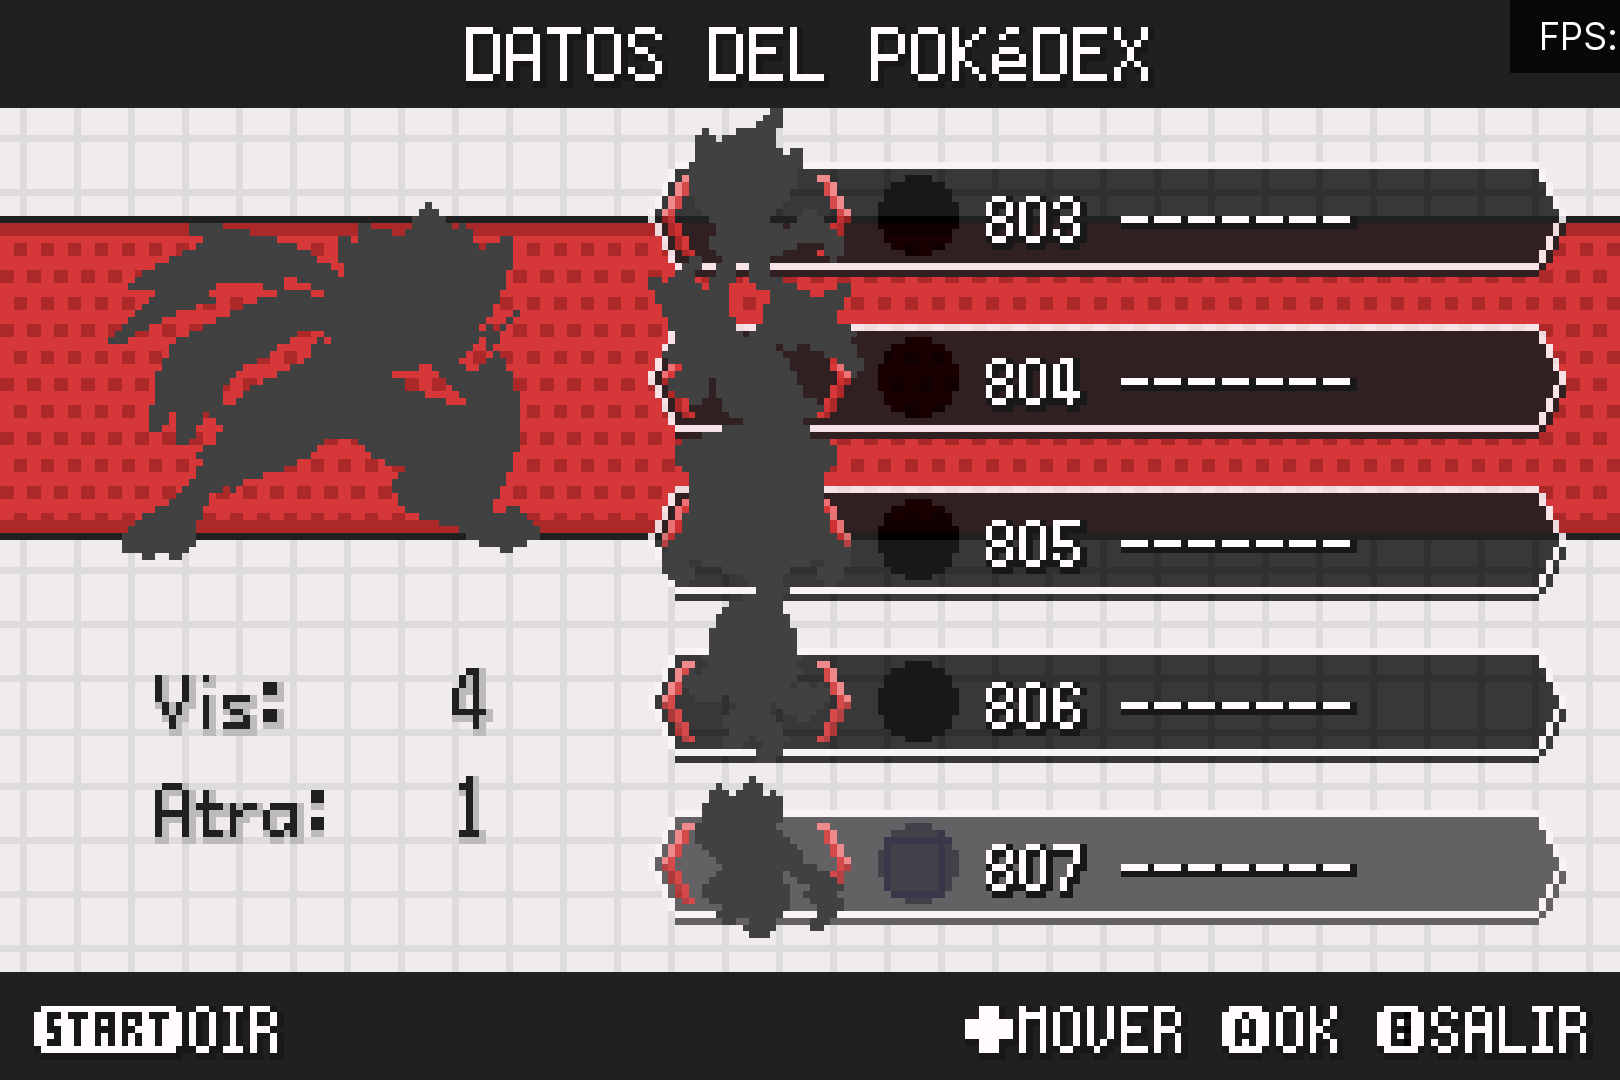 DATOS DEL POKéDEX
FPS:
803 -------
804 -------
805 -------
806 -------
807 -------
Vis: 4
Atra: 1
START OIR
MOVER A OK B SALIR